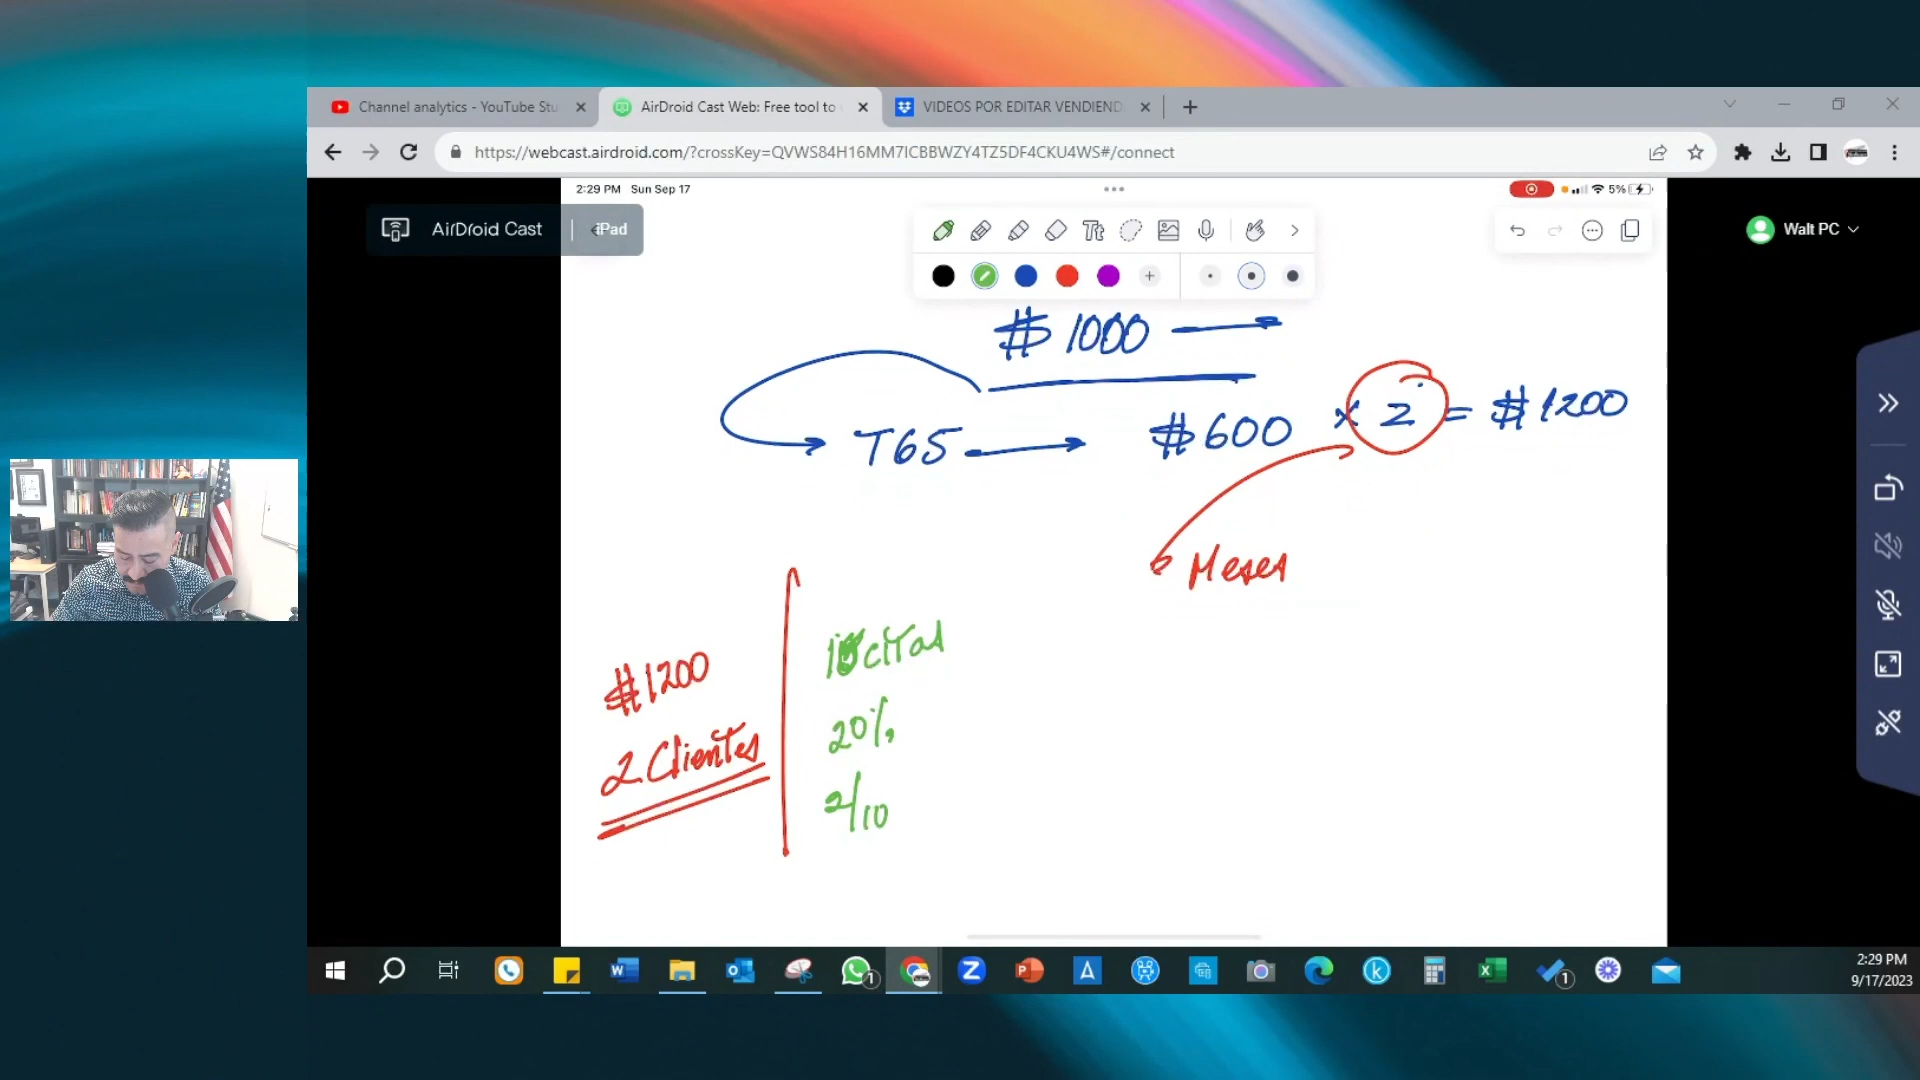 Channel analytics - YouTube Stu
AirDroid Cast Web: Free tool to
VIDEOS POR EDITAR VENDIEND
https://webcast.airdroid.com/?crossKey=QVWS84H16MM7ICBBWZY4TZ5DF4CKU4WS#/connect
2:29 PM Sun Sep 17
5%
AirDroid Cast
iPad
Tt
Walt PC
$1000
T65
$600 x 2 = $1200
Meses
$1200
2 Clientes
citas
20%
2/10
2:29 PM
9/17/2023